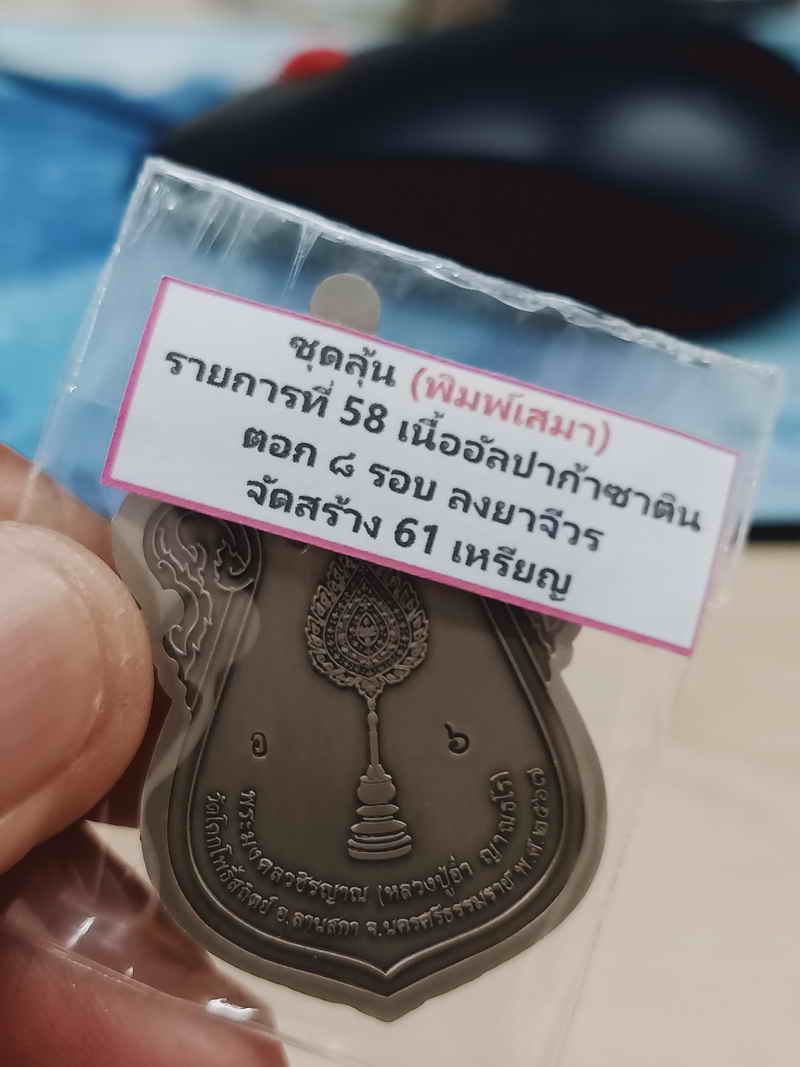 ชุดลุ้น (พิมพ์เสมา)
รายการที่ 58 เนื้ออัลปาก้าซาติน
ตอก ๘ รอบ ลงยาจีวร
จัดสร้าง 61 เหรียญ
อ ๖
พระมงคลวชิรญาณ (หลวงปู่อ่ำ ญาณธโร)
วัดโคกโพธิ์สถิตย์ อ.ลานสกา จ.นครศรีธรรมราช พ.ศ ๒๕๖๗